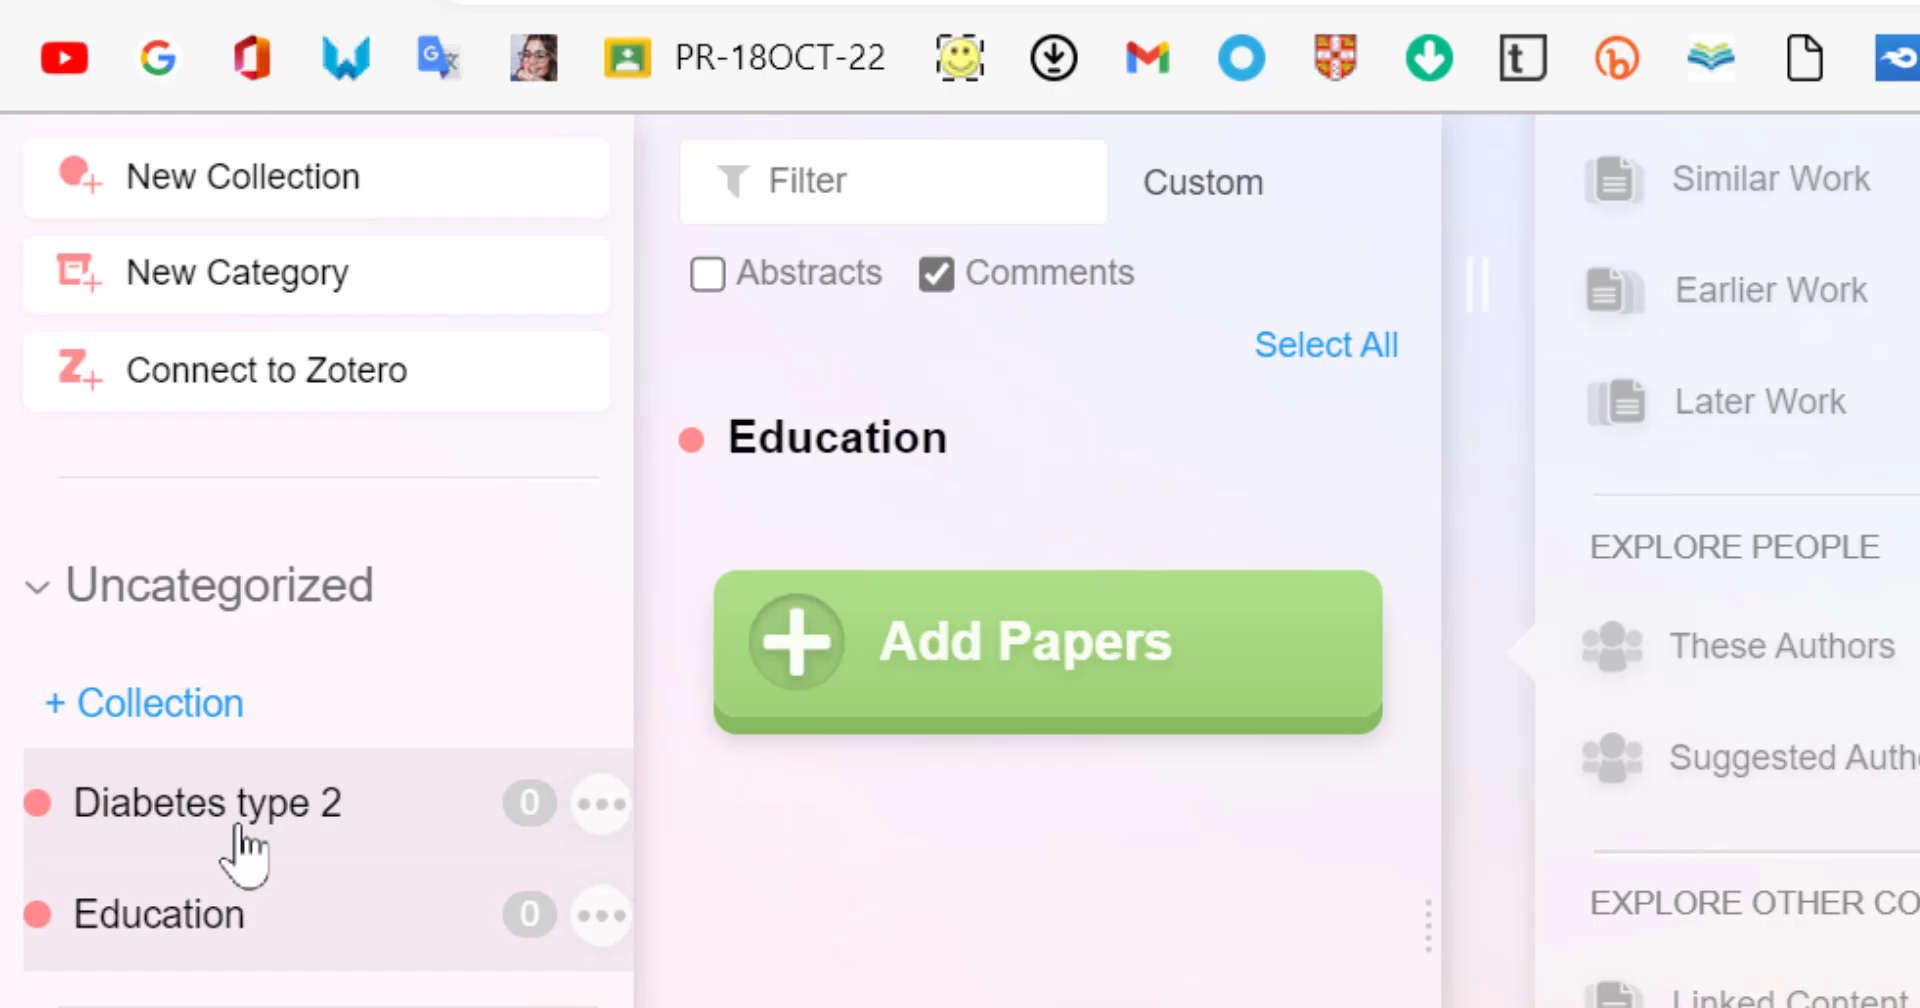 PR-18OCT-22
New Collection
New Category
Connect to Zotero
Uncategorized
+ Collection
Diabetes type 2 0
Education 0
Filter Custom
Abstracts Comments
Select All
Education
Add Papers
Similar Work
Earlier Work
Later Work
EXPLORE PEOPLE
These Authors
Suggested Auth
EXPLORE OTHER CO
Linked Content